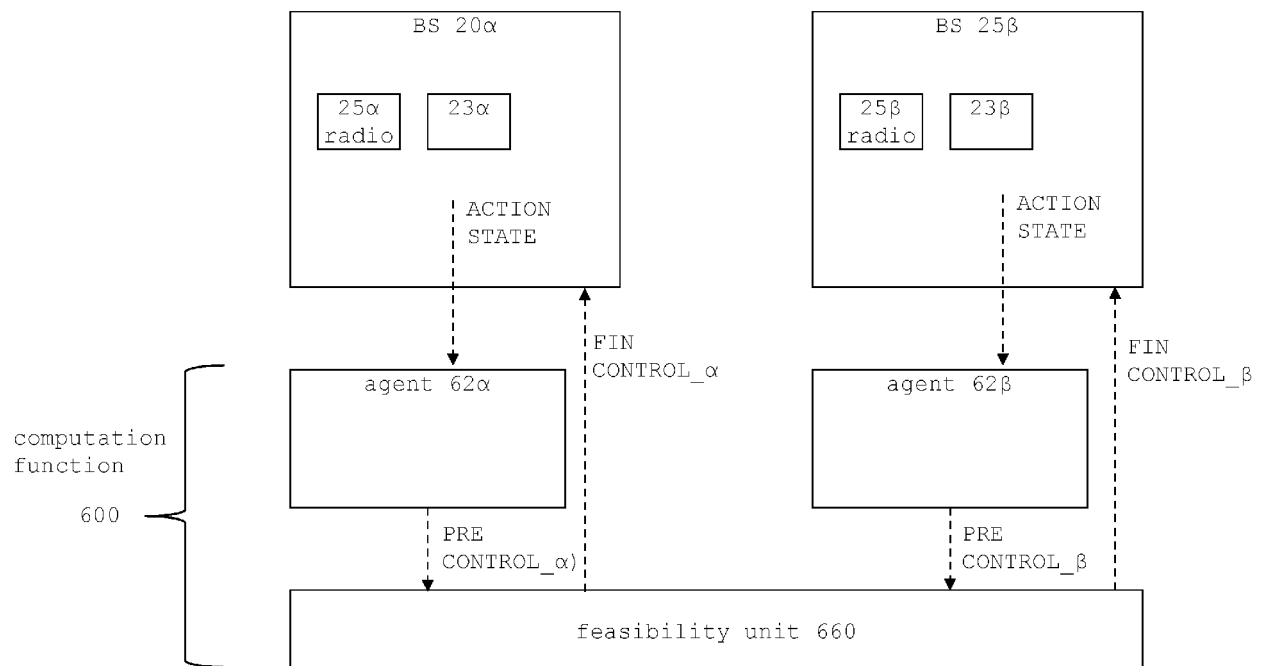 BS 20α
25α
radio
23α
ACTION
STATE
BS 25β
25β
radio
23β
ACTION
STATE
FIN
CONTROL_α
FIN
CONTROL_β
computation
function
600
agent 62α
agent 62β
PRE
CONTROL_α)
PRE
CONTROL_β
feasibility unit 660